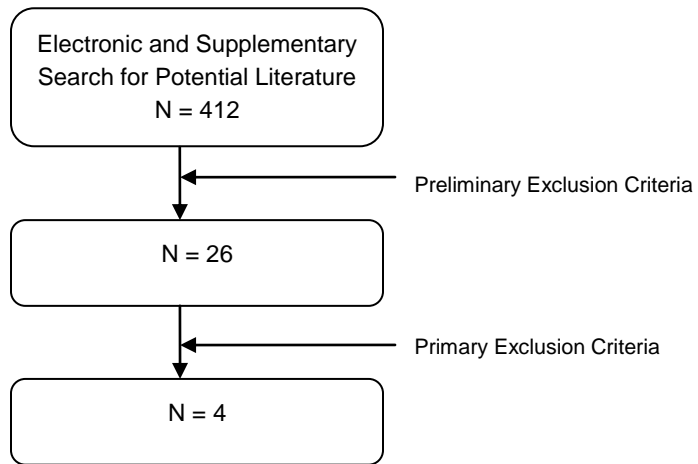 Electronic and Supplementary
Search for Potential Literature
N = 412
Preliminary Exclusion Criteria
N = 26
Primary Exclusion Criteria
N = 4